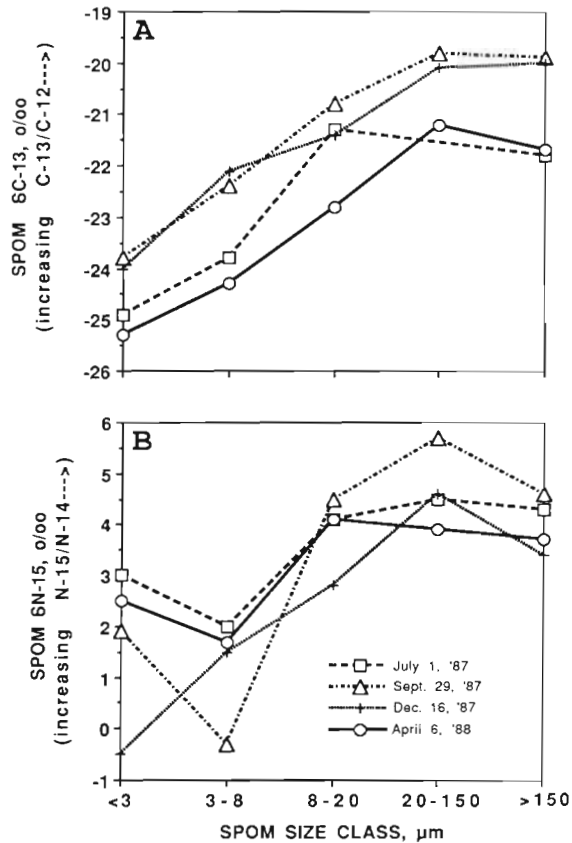 A
-19
-20
-21
-22
-23
-24
-25
-26
SPOM δC-13, o/oo
(increasing C-13/C-12--->)
B
6
5
4
3
2
1
0
-1
SPOM δN-15, o/oo
(increasing N-15/N-14--->)
July 1, '87
Sept. 29, '87
Dec. 16, '87
April 6, '88
<3 3-8 8-20 20-150 >150
SPOM SIZE CLASS, µm